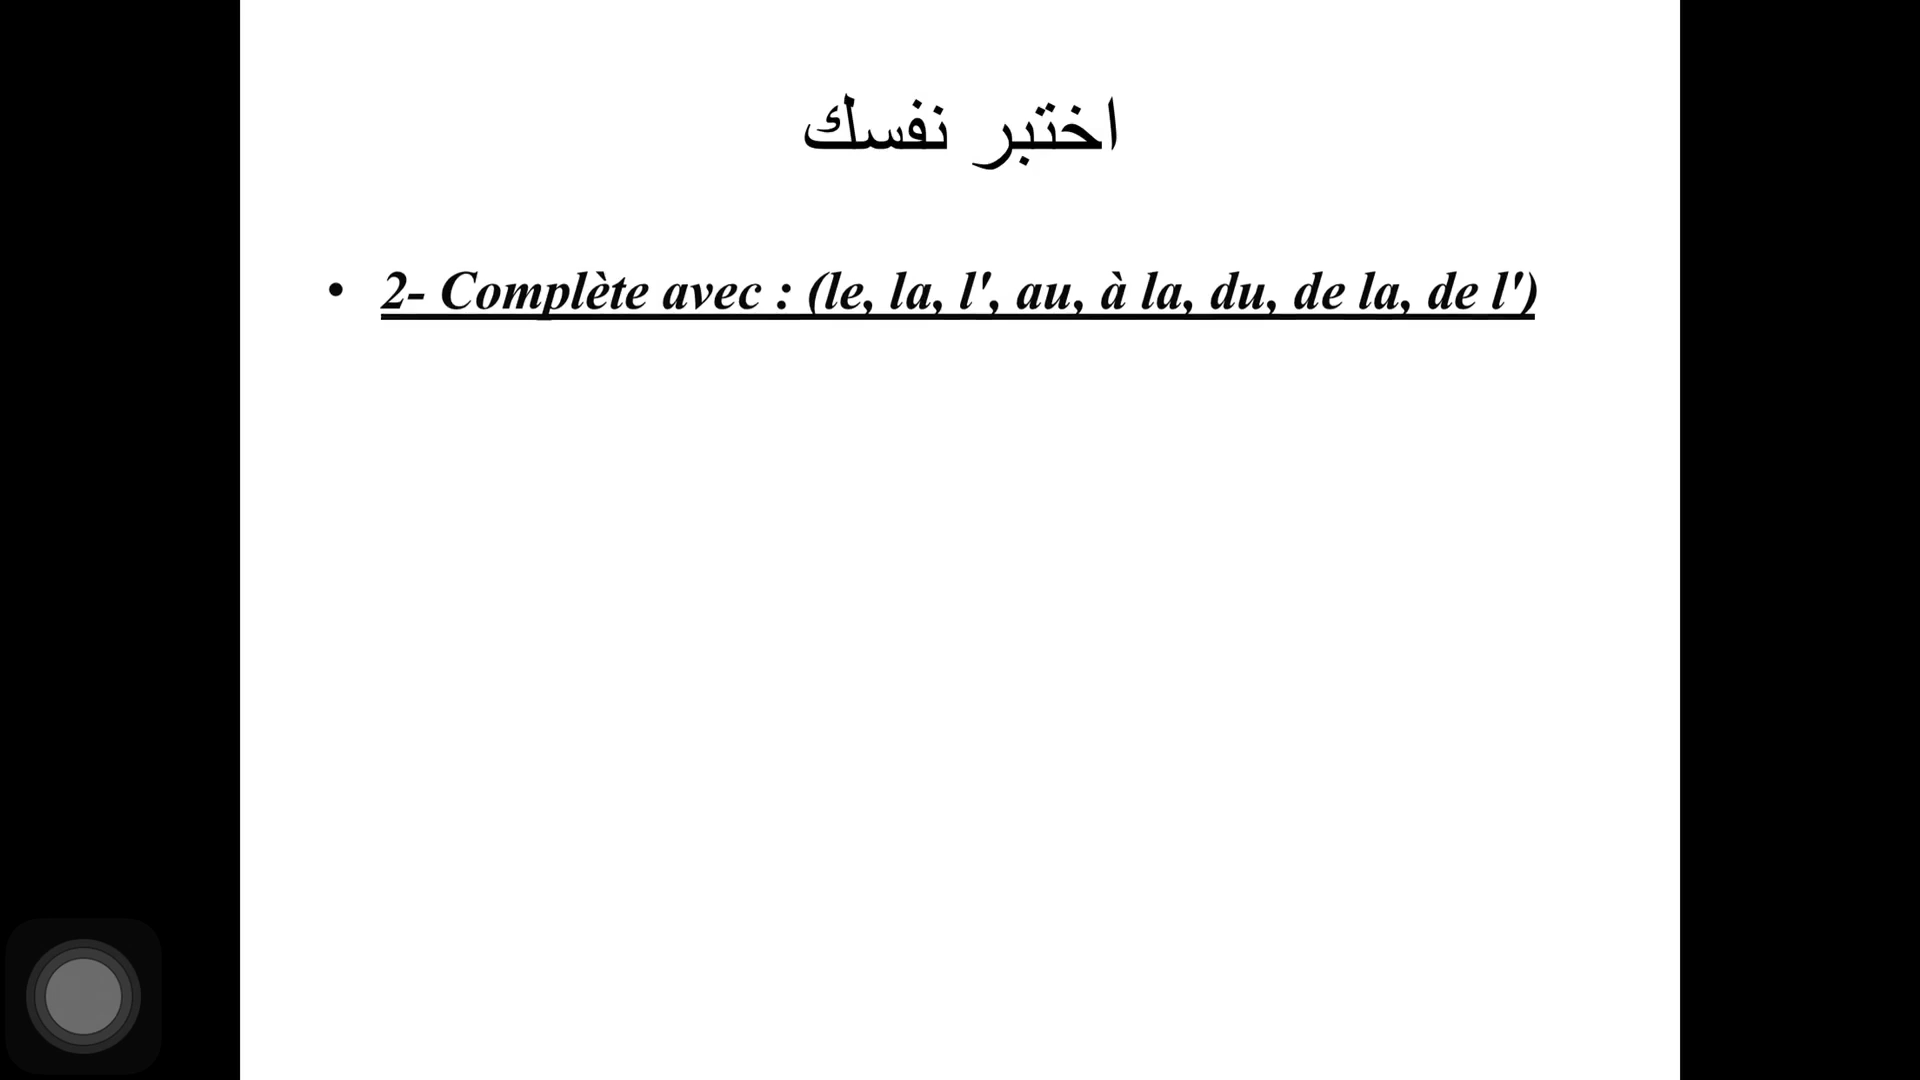 اختبر نفسك
• 2- Complète avec : (le, la, l', au, à la, du, de la, de l')